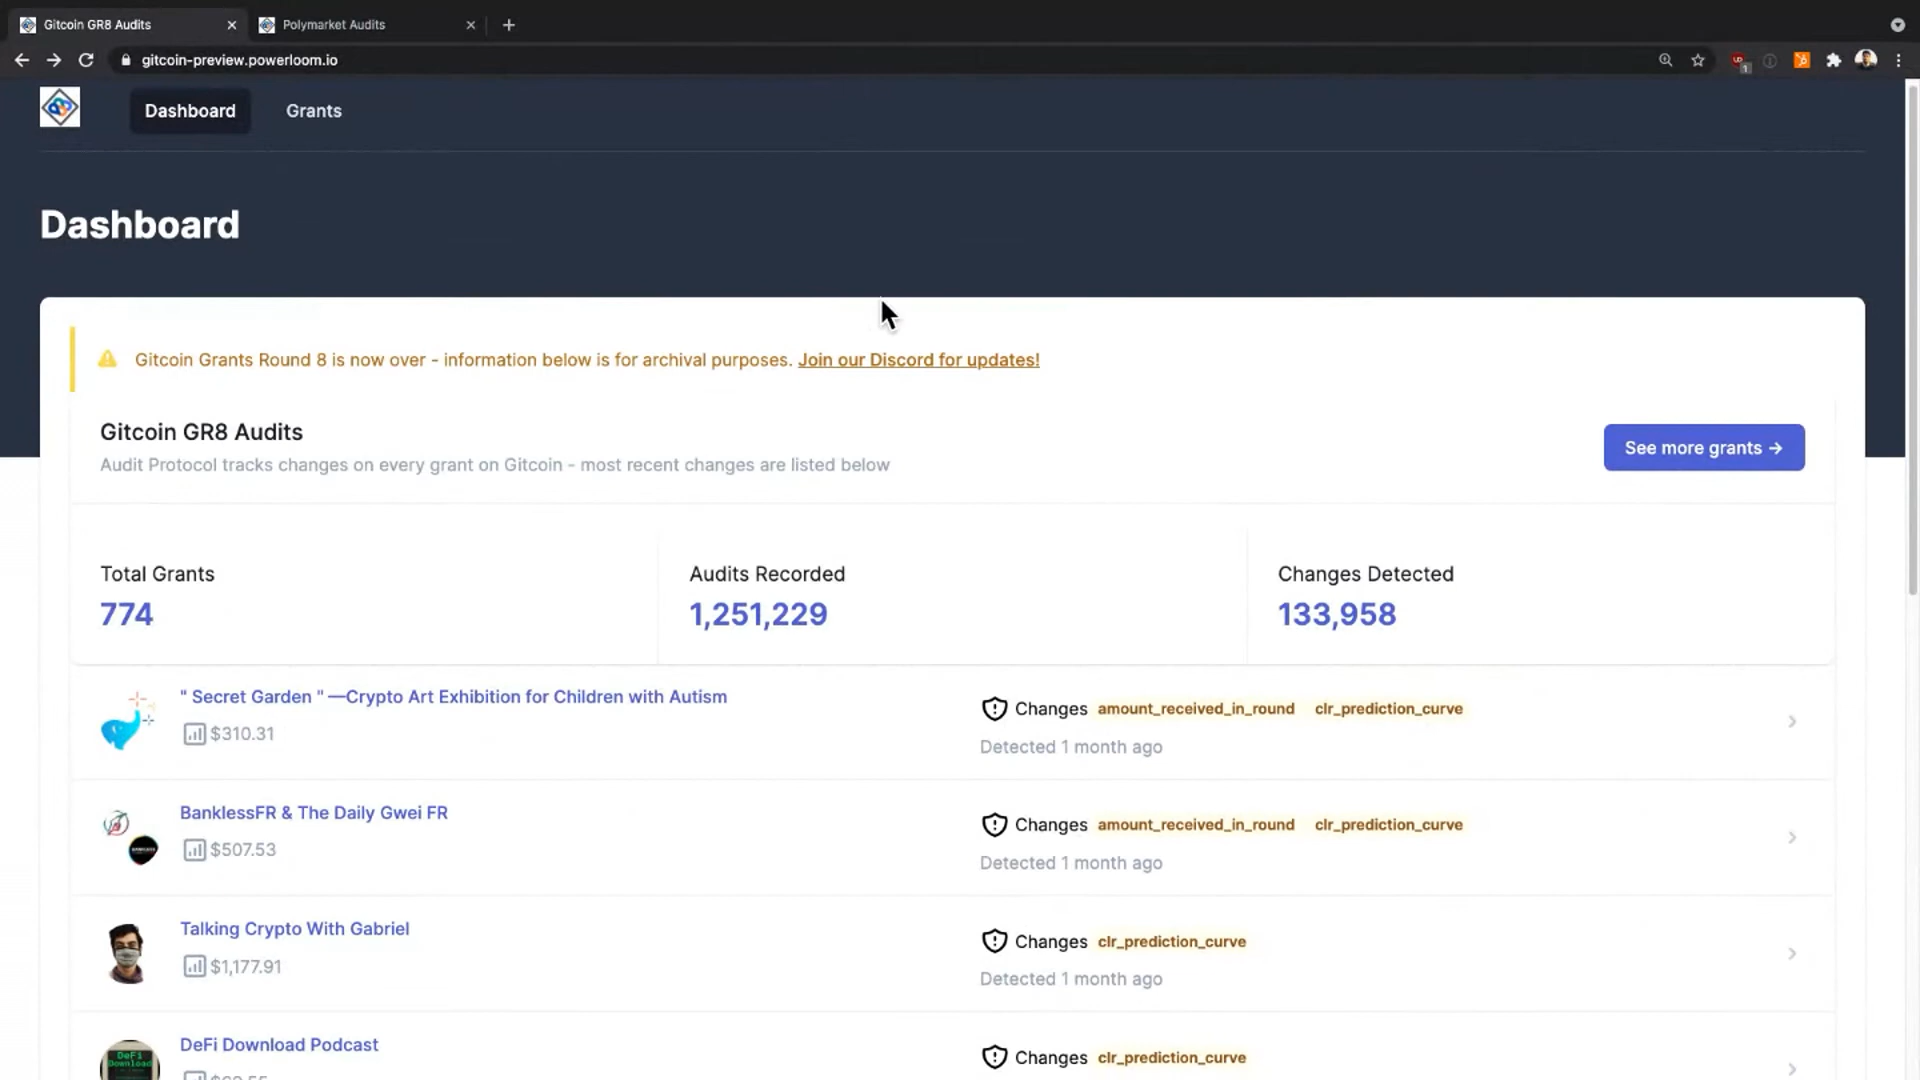 Gitcoin GR8 Audits
Polymarket Audits
gitcoin-preview.powerloom.io
1
Dashboard
Grants
Dashboard
Gitcoin Grants Round 8 is now over - information below is for archival purposes. Join our Discord for updates!
Gitcoin GR8 Audits
Audit Protocol tracks changes on every grant on Gitcoin - most recent changes are listed below
See more grants →
Total Grants
774
Audits Recorded
1,251,229
Changes Detected
133,958
" Secret Garden " —Crypto Art Exhibition for Children with Autism
$310.31
Changes amount_received_in_round clr_prediction_curve
Detected 1 month ago
BanklessFR & The Daily Gwei FR
$507.53
Changes amount_received_in_round clr_prediction_curve
Detected 1 month ago
Talking Crypto With Gabriel
$1,177.91
Changes clr_prediction_curve
Detected 1 month ago
DeFi Download
DeFi Download Podcast
Changes clr_prediction_curve